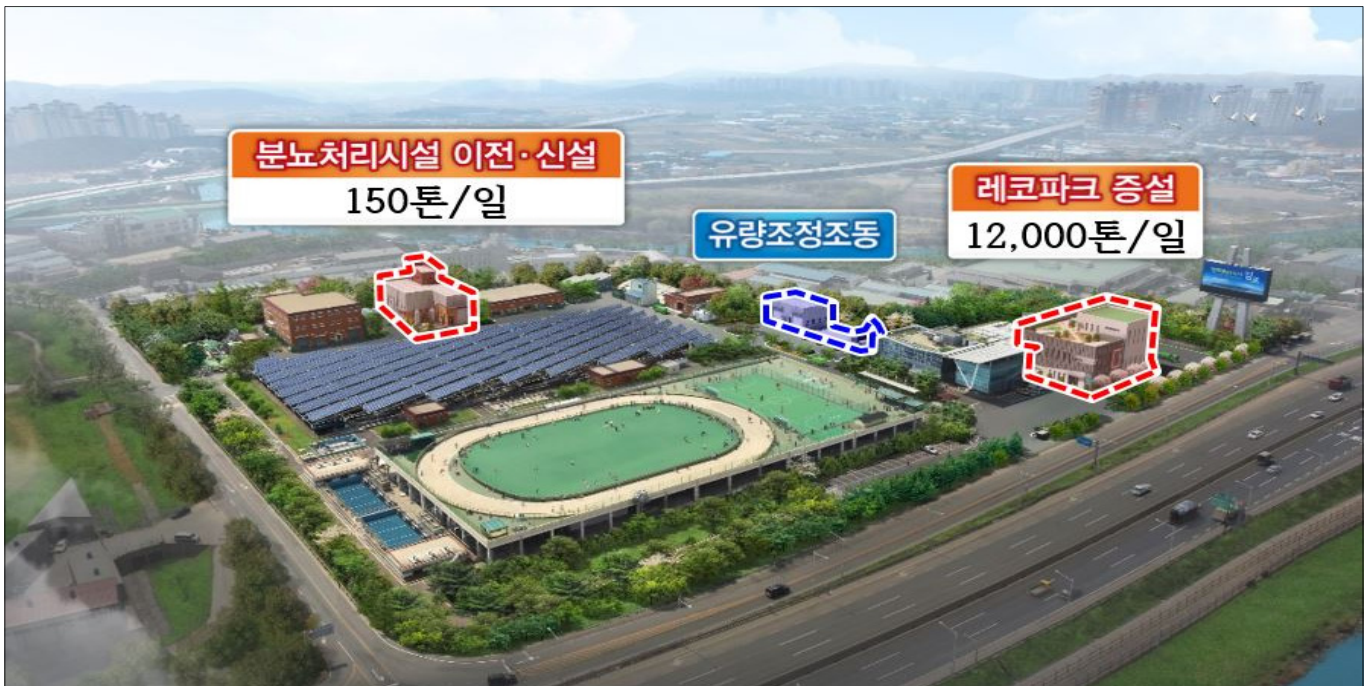 분뇨처리시설 이전·신설
150톤/일
유량조정조동
레코파크 증설
12,000톤/일